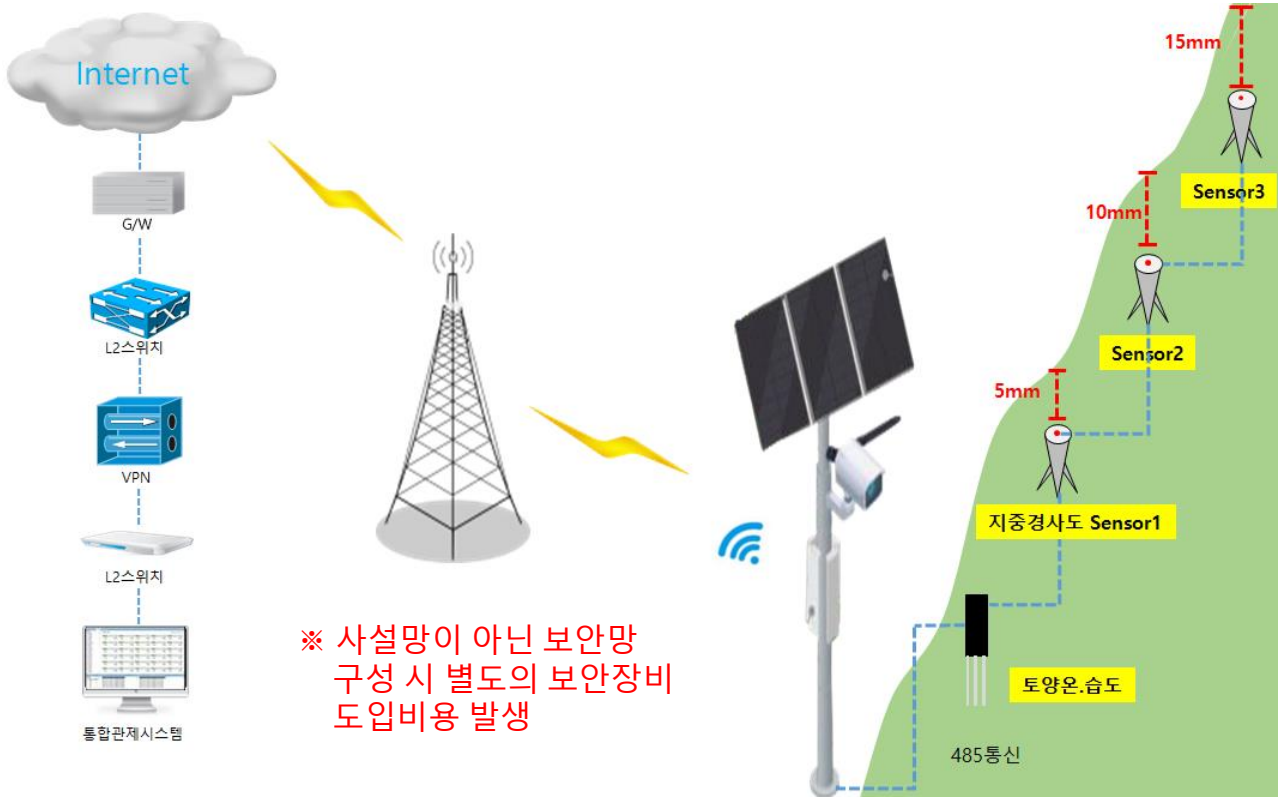 Internet
G/W
L2스위치
VPN
L2스위치
통합관제시스템
※ 사설망이 아닌 보안망
구성 시 별도의 보안장비
도입비용 발생
15mm
Sensor3
10mm
Sensor2
5mm
지중경사도 Sensor1
토양온.습도
485통신